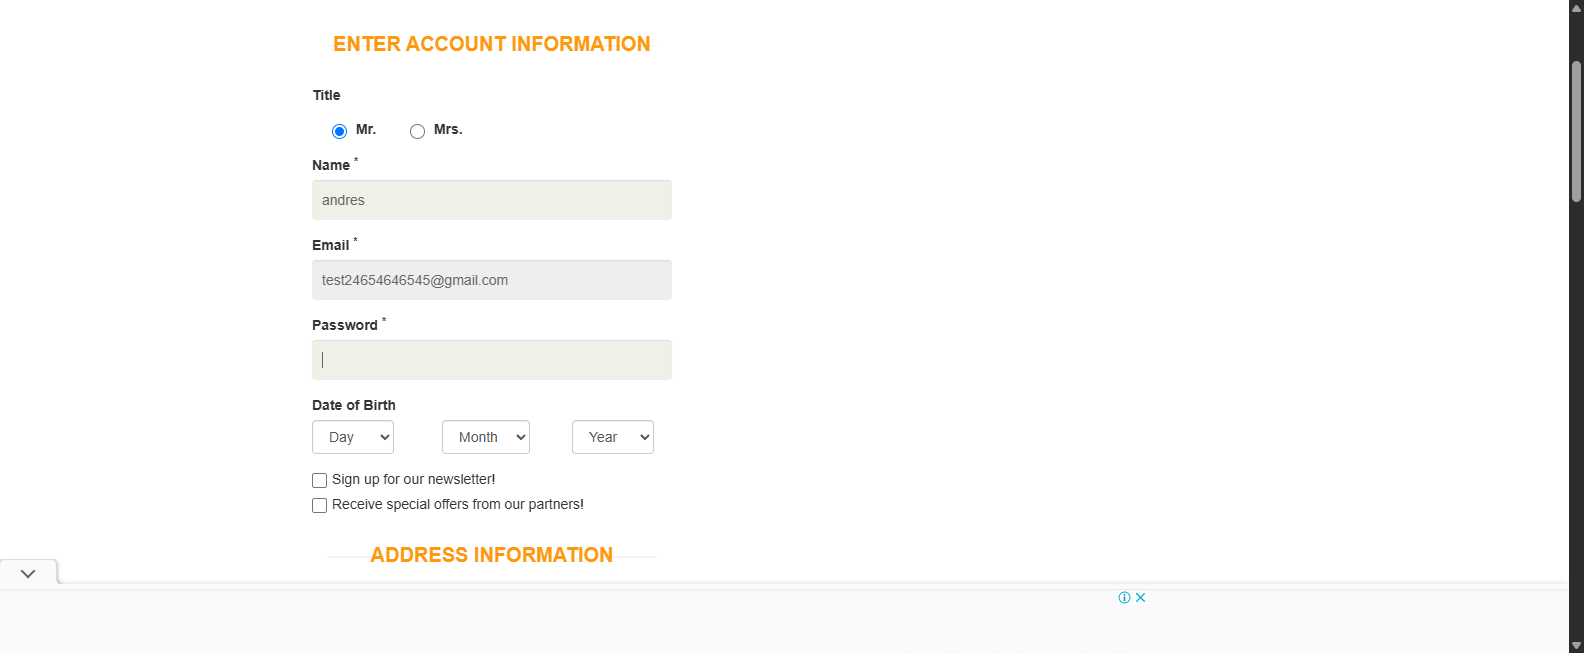 ENTER ACCOUNT INFORMATION
Title
Mr. Mrs.
Name *
andres
Email *
test24654646545@gmail.com
Password *
Date of Birth
Day Month Year
Sign up for our newsletter!
Receive special offers from our partners!
ADDRESS INFORMATION